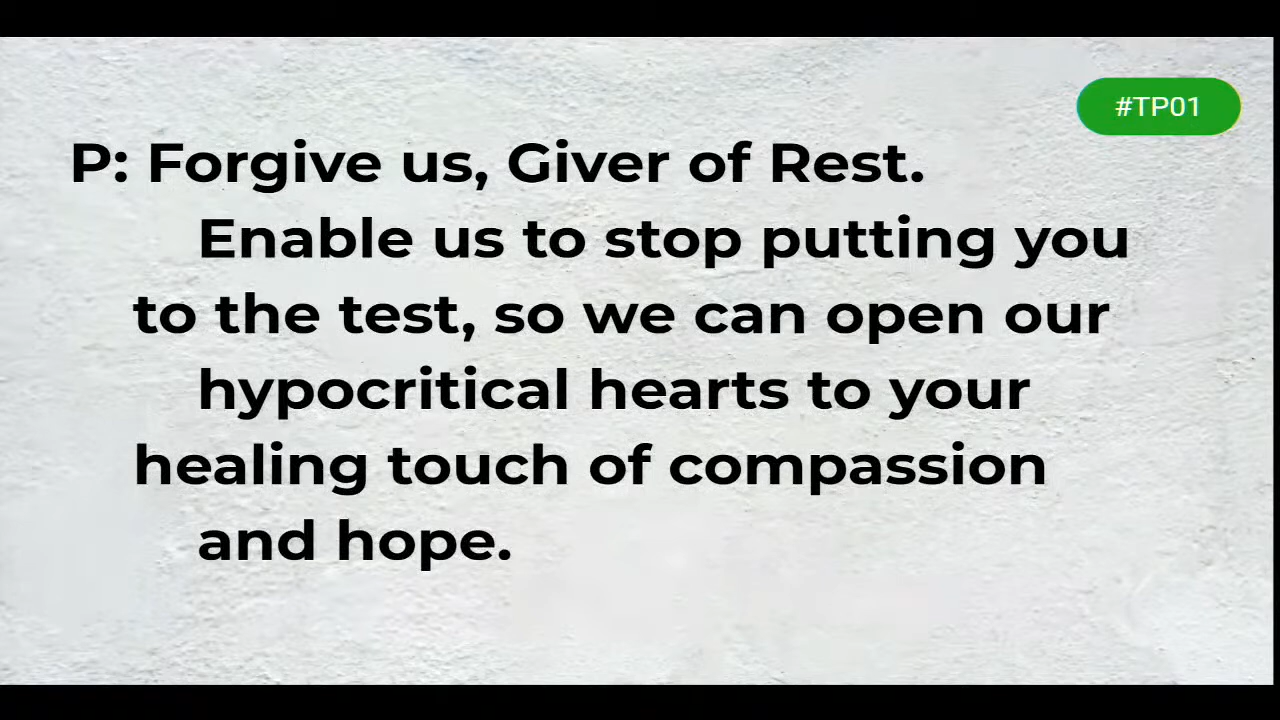 #TP01
P: Forgive us, Giver of Rest.
Enable us to stop putting you
to the test, so we can open our
hypocritical hearts to your
healing touch of compassion
and hope.